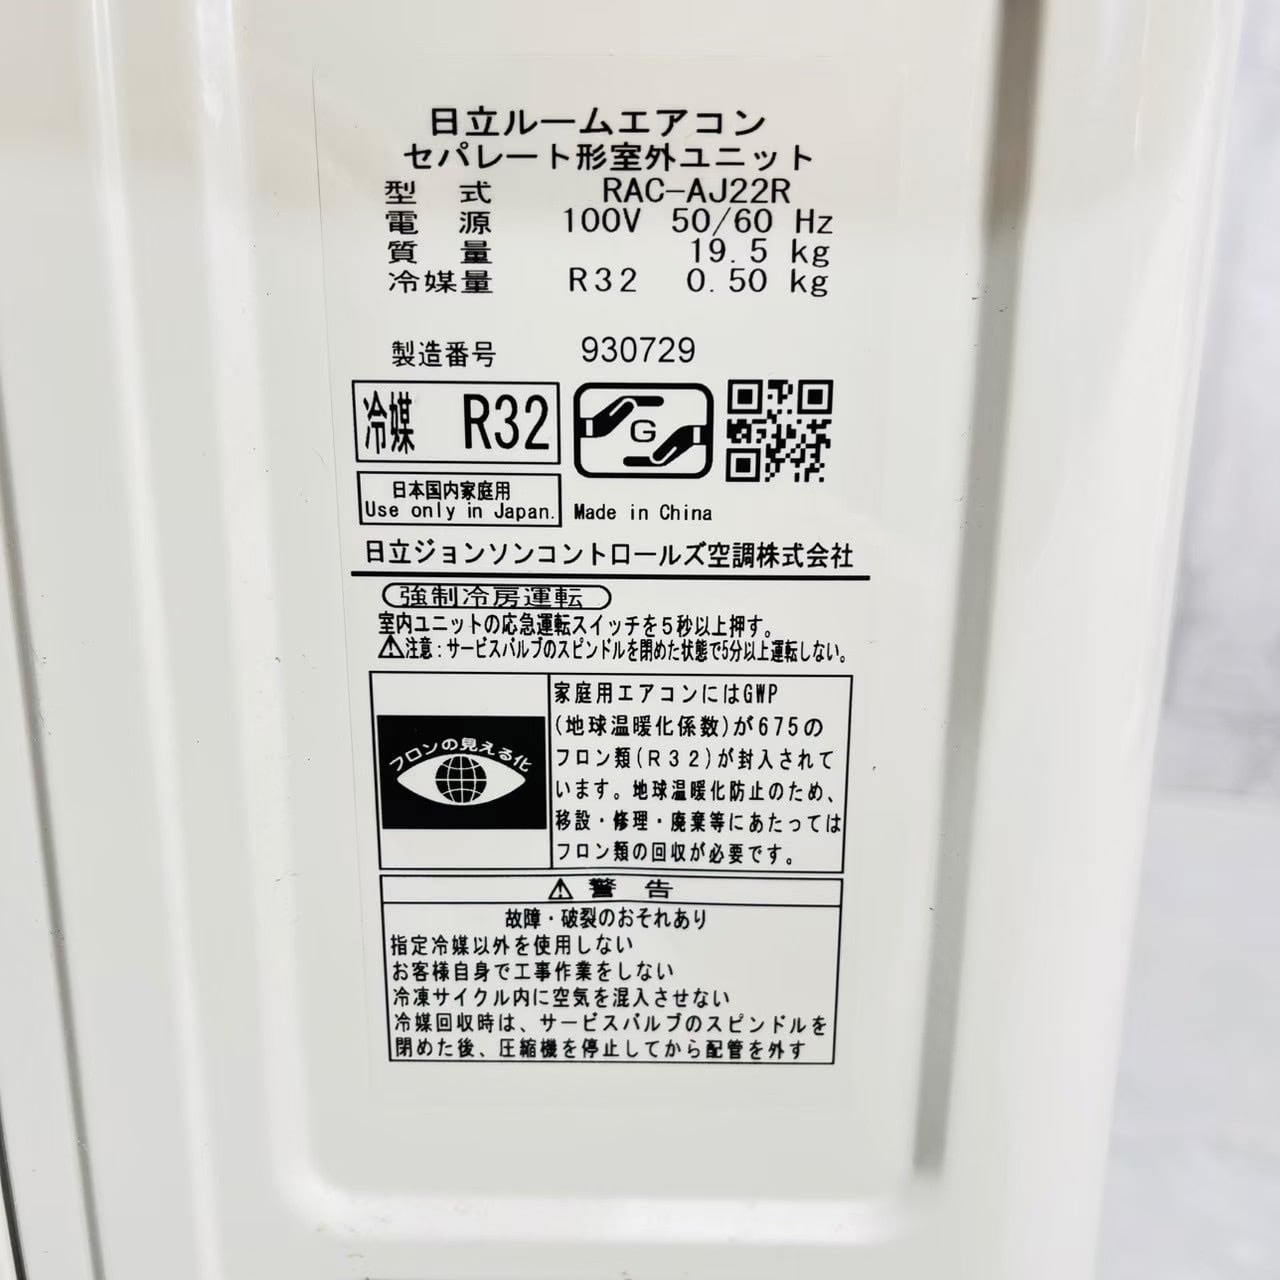 日立ルームエアコン
セパレート形室外ユニット
型 式 RAC-AJ22R
電 源 100V 50/60 Hz
質 量 19.5 kg
冷媒量 R32 0.50 kg
製造番号 930729
冷媒 R32
G
日本国内家庭用
Use only in Japan.
Made in China
日立ジョンソンコントロールズ空調株式会社
強制冷房運転
室内ユニットの応急運転スイッチを5秒以上押す。
⚠注意:サービスバルブのスピンドルを閉めた状態で5分以上運転しない。
フロンの見える化
家庭用エアコンにはGWP
(地球温暖化係数)が675の
フロン類(R32)が封入されて
います。地球温暖化防止のため、
移設・修理・廃棄等にあたっては
フロン類の回収が必要です。
⚠警 告
故障・破裂のおそれあり
指定冷媒以外を使用しない
お客様自身で工事作業をしない
冷凍サイクル内に空気を混入させない
冷媒回収時は、サービスバルブのスピンドルを
閉めた後、圧縮機を停止してから配管を外す